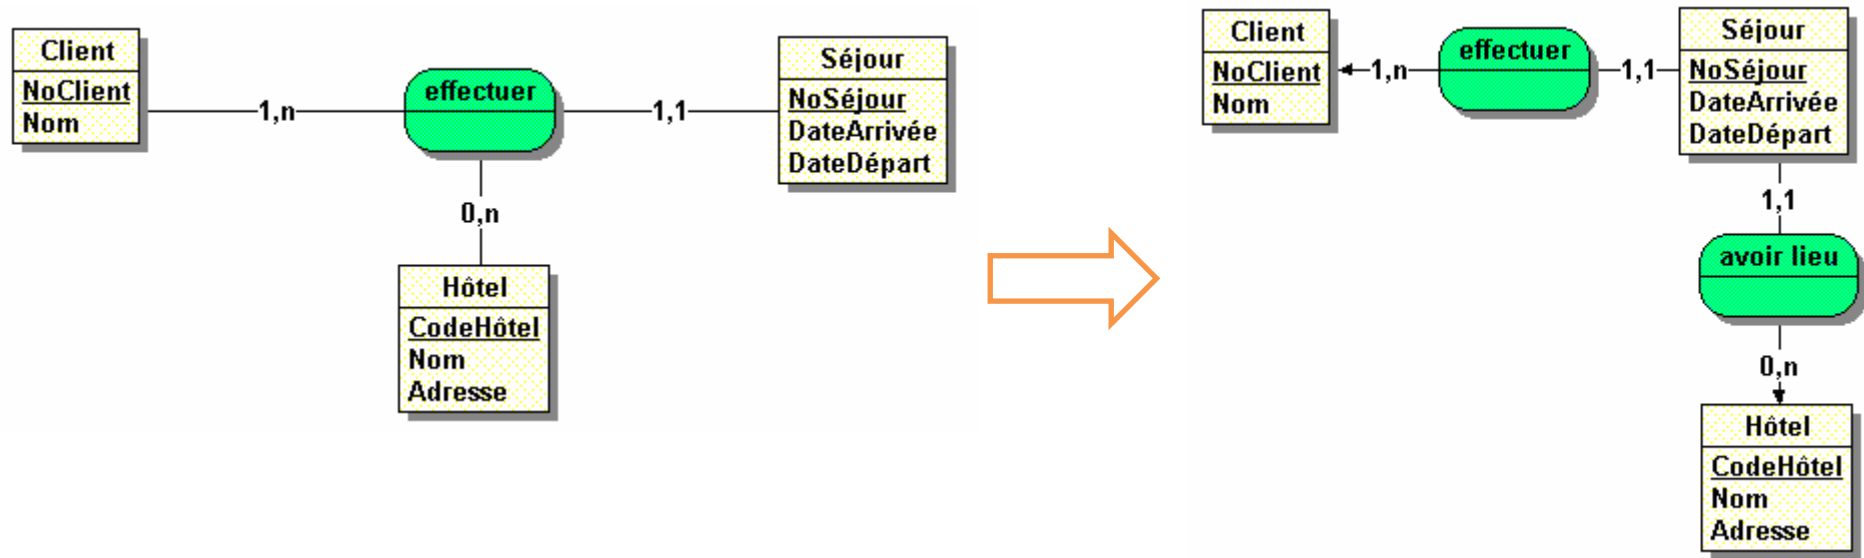 Client
NoClient
Nom
1,n
effectuer
1,1
Séjour
NoSéjour
DateArrivée
DateDépart
0,n
Hôtel
CodeHôtel
Nom
Adresse
Client
NoClient
Nom
1,n
effectuer
1,1
Séjour
NoSéjour
DateArrivée
DateDépart
1,1
avoir lieu
0,n
Hôtel
CodeHôtel
Nom
Adresse